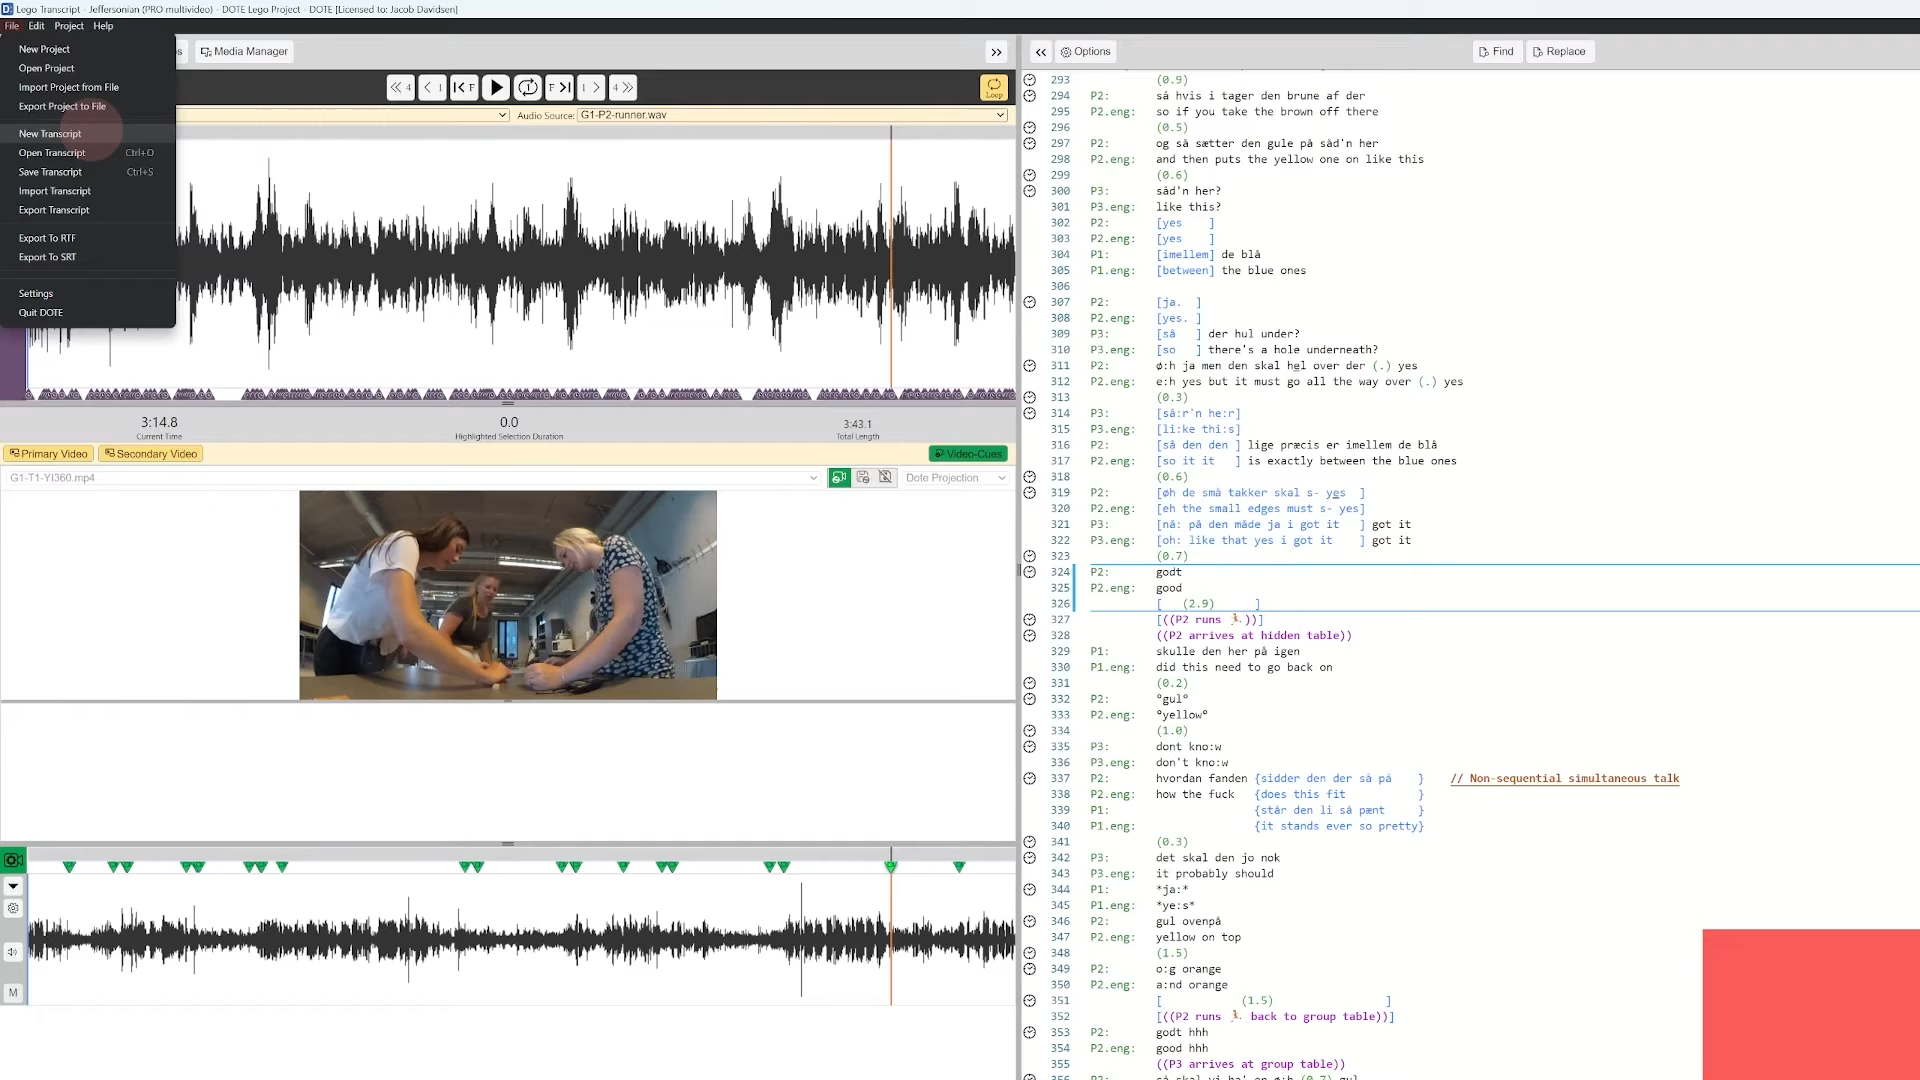 Lego Transcript - Jeffersonian (PRO multivideo) - DOTE Lego Project - DOTE [Licensed to: Jacob Davidsen]
File Edit Project Help
New Project
Open Project
Import Project from File
Export Project to File
New Transcript
Open Transcript Ctrl+O
Save Transcript Ctrl+S
Import Transcript
Export Transcript
Export To RTF
Export To SRT
Settings
Quit DOTE
Media Manager
4 1 F F 1 4 Loop
Audio Source: G1-P2-runner.wav
3:14.8 0.0 3:43.1
Current Time Highlighted Selection Duration Total Length
Primary Video Secondary Video Video-Cues
G1-T1-YI360.mp4 Dote Projection
M
Options Find Replace
293 (0.9)
294 P2: så hvis i tager den brune af der
295 P2.eng: so if you take the brown off there
296 (0.5)
297 P2: og så sætter den gule på såd'n her
298 P2.eng: and then puts the yellow one on like this
299 (0.6)
300 P3: såd'n her?
301 P3.eng: like this?
302 P2: [yes ]
303 P2.eng: [yes ]
304 P1: [imellem] de blå
305 P1.eng: [between] the blue ones
306
307 P2: [ja. ]
308 P2.eng: [yes. ]
309 P3: [så ] der hul under?
310 P3.eng: [so ] there's a hole underneath?
311 P2: ø:h ja men den skal hel over der (.) yes
312 P2.eng: e:h yes but it must go all the way over (.) yes
313 (0.3)
314 P3: [så:r'n he:r]
315 P3.eng: [li:ke thi:s]
316 P2: [så den den ] lige præcis er imellem de blå
317 P2.eng: [so it it ] is exactly between the blue ones
318 (0.6)
319 P2: [øh de små takker skal s- yes ]
320 P2.eng: [eh the small edges must s- yes]
321 P3: [nå: på den måde ja i got it ] got it
322 P3.eng: [oh: like that yes i got it ] got it
323 (0.7)
324 P2: godt
325 P2.eng: good
326 [ (2.9) ]
327 [((P2 runs 🏃))]
328 ((P2 arrives at hidden table))
329 P1: skulle den her på igen
330 P1.eng: did this need to go back on
331 (0.2)
332 P2: °gul°
333 P2.eng: °yellow°
334 (1.0)
335 P3: dont kno:w
336 P3.eng: don't kno:w
337 P2: hvordan fanden {sidder den der så på } // Non-sequential simultaneous talk
338 P2.eng: how the fuck {does this fit }
339 P1: {står den li så pænt }
340 P1.eng: {it stands ever so pretty}
341 (0.3)
342 P3: det skal den jo nok
343 P3.eng: it probably should
344 P1: *ja:*
345 P1.eng: *ye:s*
346 P2: gul ovenpå
347 P2.eng: yellow on top
348 (1.5)
349 P2: o:g orange
350 P2.eng: a:nd orange
351 [ (1.5) ]
352 [((P2 runs 🏃 back to group table))]
353 P2: godt hhh
354 P2.eng: good hhh
355 ((P3 arrives at group table))